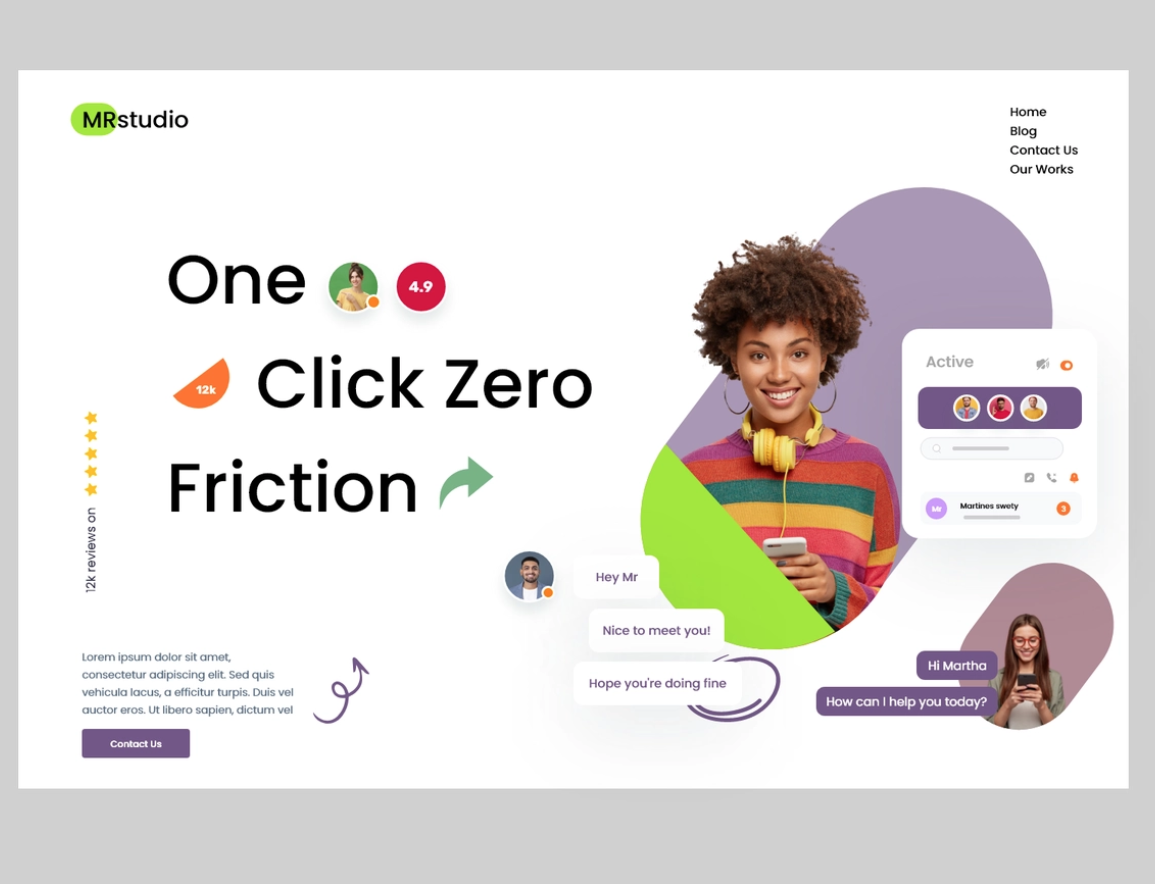 MRstudio
Home
Blog
Contact Us
Our Works
One
4.9
12k
Click Zero
Friction
12k reviews on
Active
Mr
Martines swety
3
Hey Mr
Nice to meet you!
Hope you're doing fine
Hi Martha
How can I help you today?
Lorem ipsum dolor sit amet,
consectetur adipiscing elit. Sed quis
vehicula lacus, a efficitur turpis. Duis vel
auctor eros. Ut libero sapien, dictum vel
Contact Us